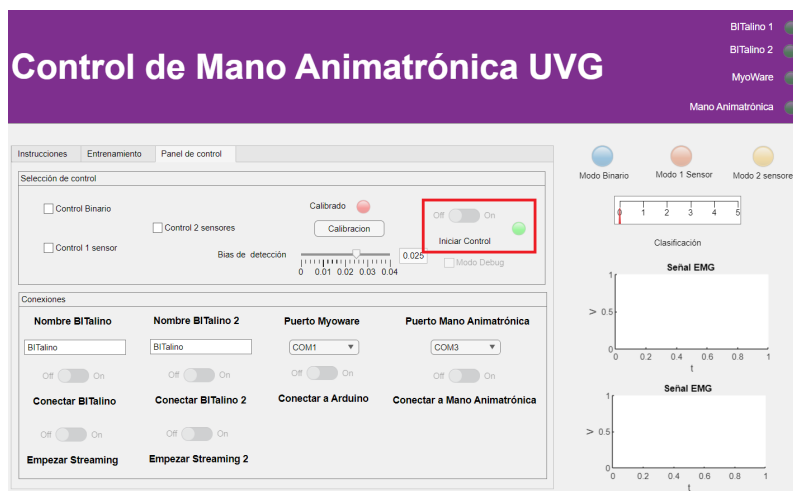 BITalino 1
BITalino 2
Control de Mano Animatrónica UVG
MyoWare
Mano Animatrónica
Instrucciones Entrenamiento Panel de control
Selección de control
Control Binario
Control 2 sensores
Control 1 sensor
Calibrado
Calibracion
Bias de detección
0 0.01 0.02 0.03 0.04
0.025
Off On
Iniciar Control
Modo Debug
Conexiones
Nombre BITalino Nombre BITalino 2 Puerto Myoware Puerto Mano Animatrónica
BITalino BITalino COM1 COM3
Off On Off On Off On Off On
Conectar BITalino Conectar BITalino 2 Conectar a Arduino Conectar a Mano Animatrónica
Off On Off On
Empezar Streaming Empezar Streaming 2
Modo Binario Modo 1 Sensor Modo 2 sensores
0 1 2 3 4 5
Clasificación
Señal EMG
1
V 0.5
0
0 0.2 0.4 0.6 0.8 1
t
Señal EMG
1
V 0.5
0
0 0.2 0.4 0.6 0.8 1
t